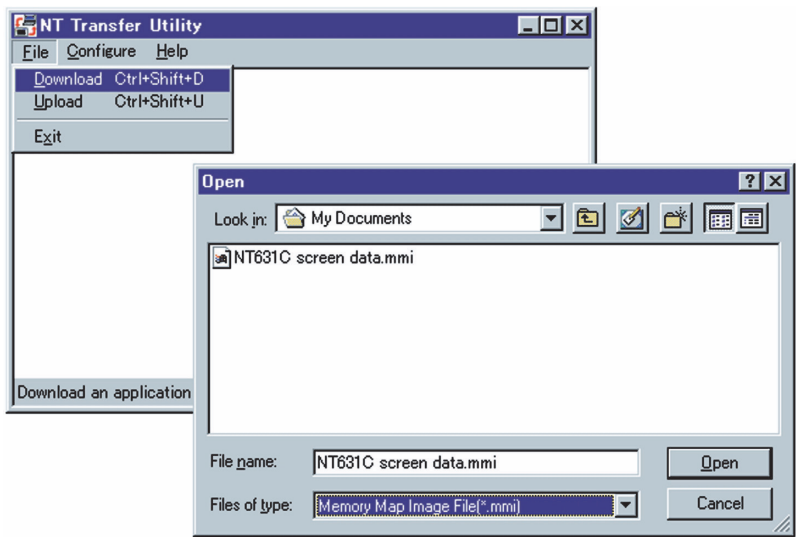 NT Transfer Utility
File Configure Help
Download Ctrl+Shift+D
Upload Ctrl+Shift+U
Exit
Download an application
Open
Look in: My Documents
NT631C screen data.mmi
File name: NT631C screen data.mmi
Open
Files of type: Memory Map Image File(*.mmi)
Cancel